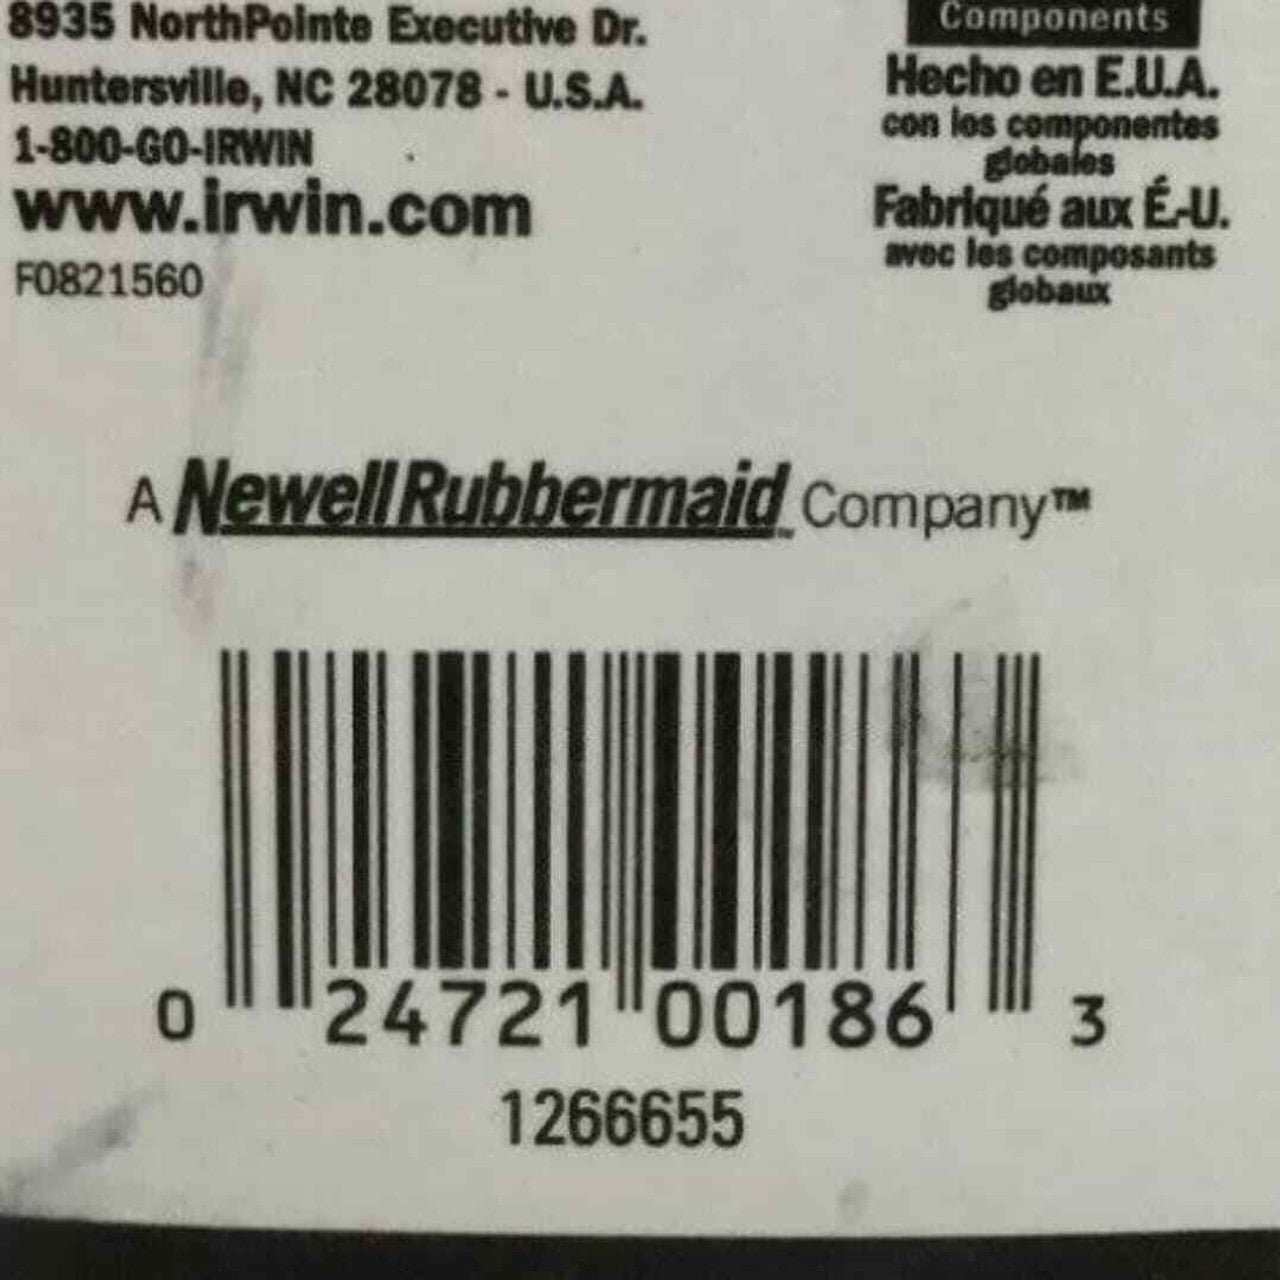 8935 NorthPointe Executive Dr.
Huntersville, NC 28078 - U.S.A.
1-800-GO-IRWIN
www.irwin.com
F0821560
Components
Hecho en E.U.A.
con los componentes
globales
Fabriqué aux É.-U.
avec les composants
globaux
A NewellRubbermaid™ Company™
0 24721 00186 3
1266655